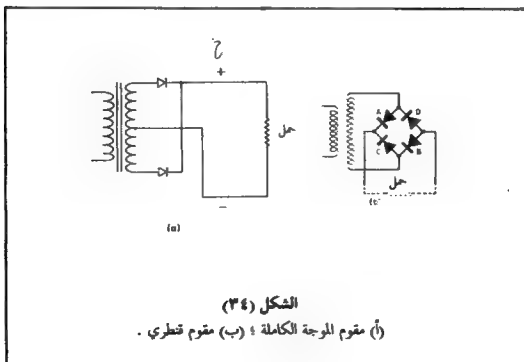 +
حمل
−
(a)
A D
C B
حمل
الشكل (٣٤)
(أ) مقوم الموجة الكاملة ؛ (ب) مقوم قنطري .